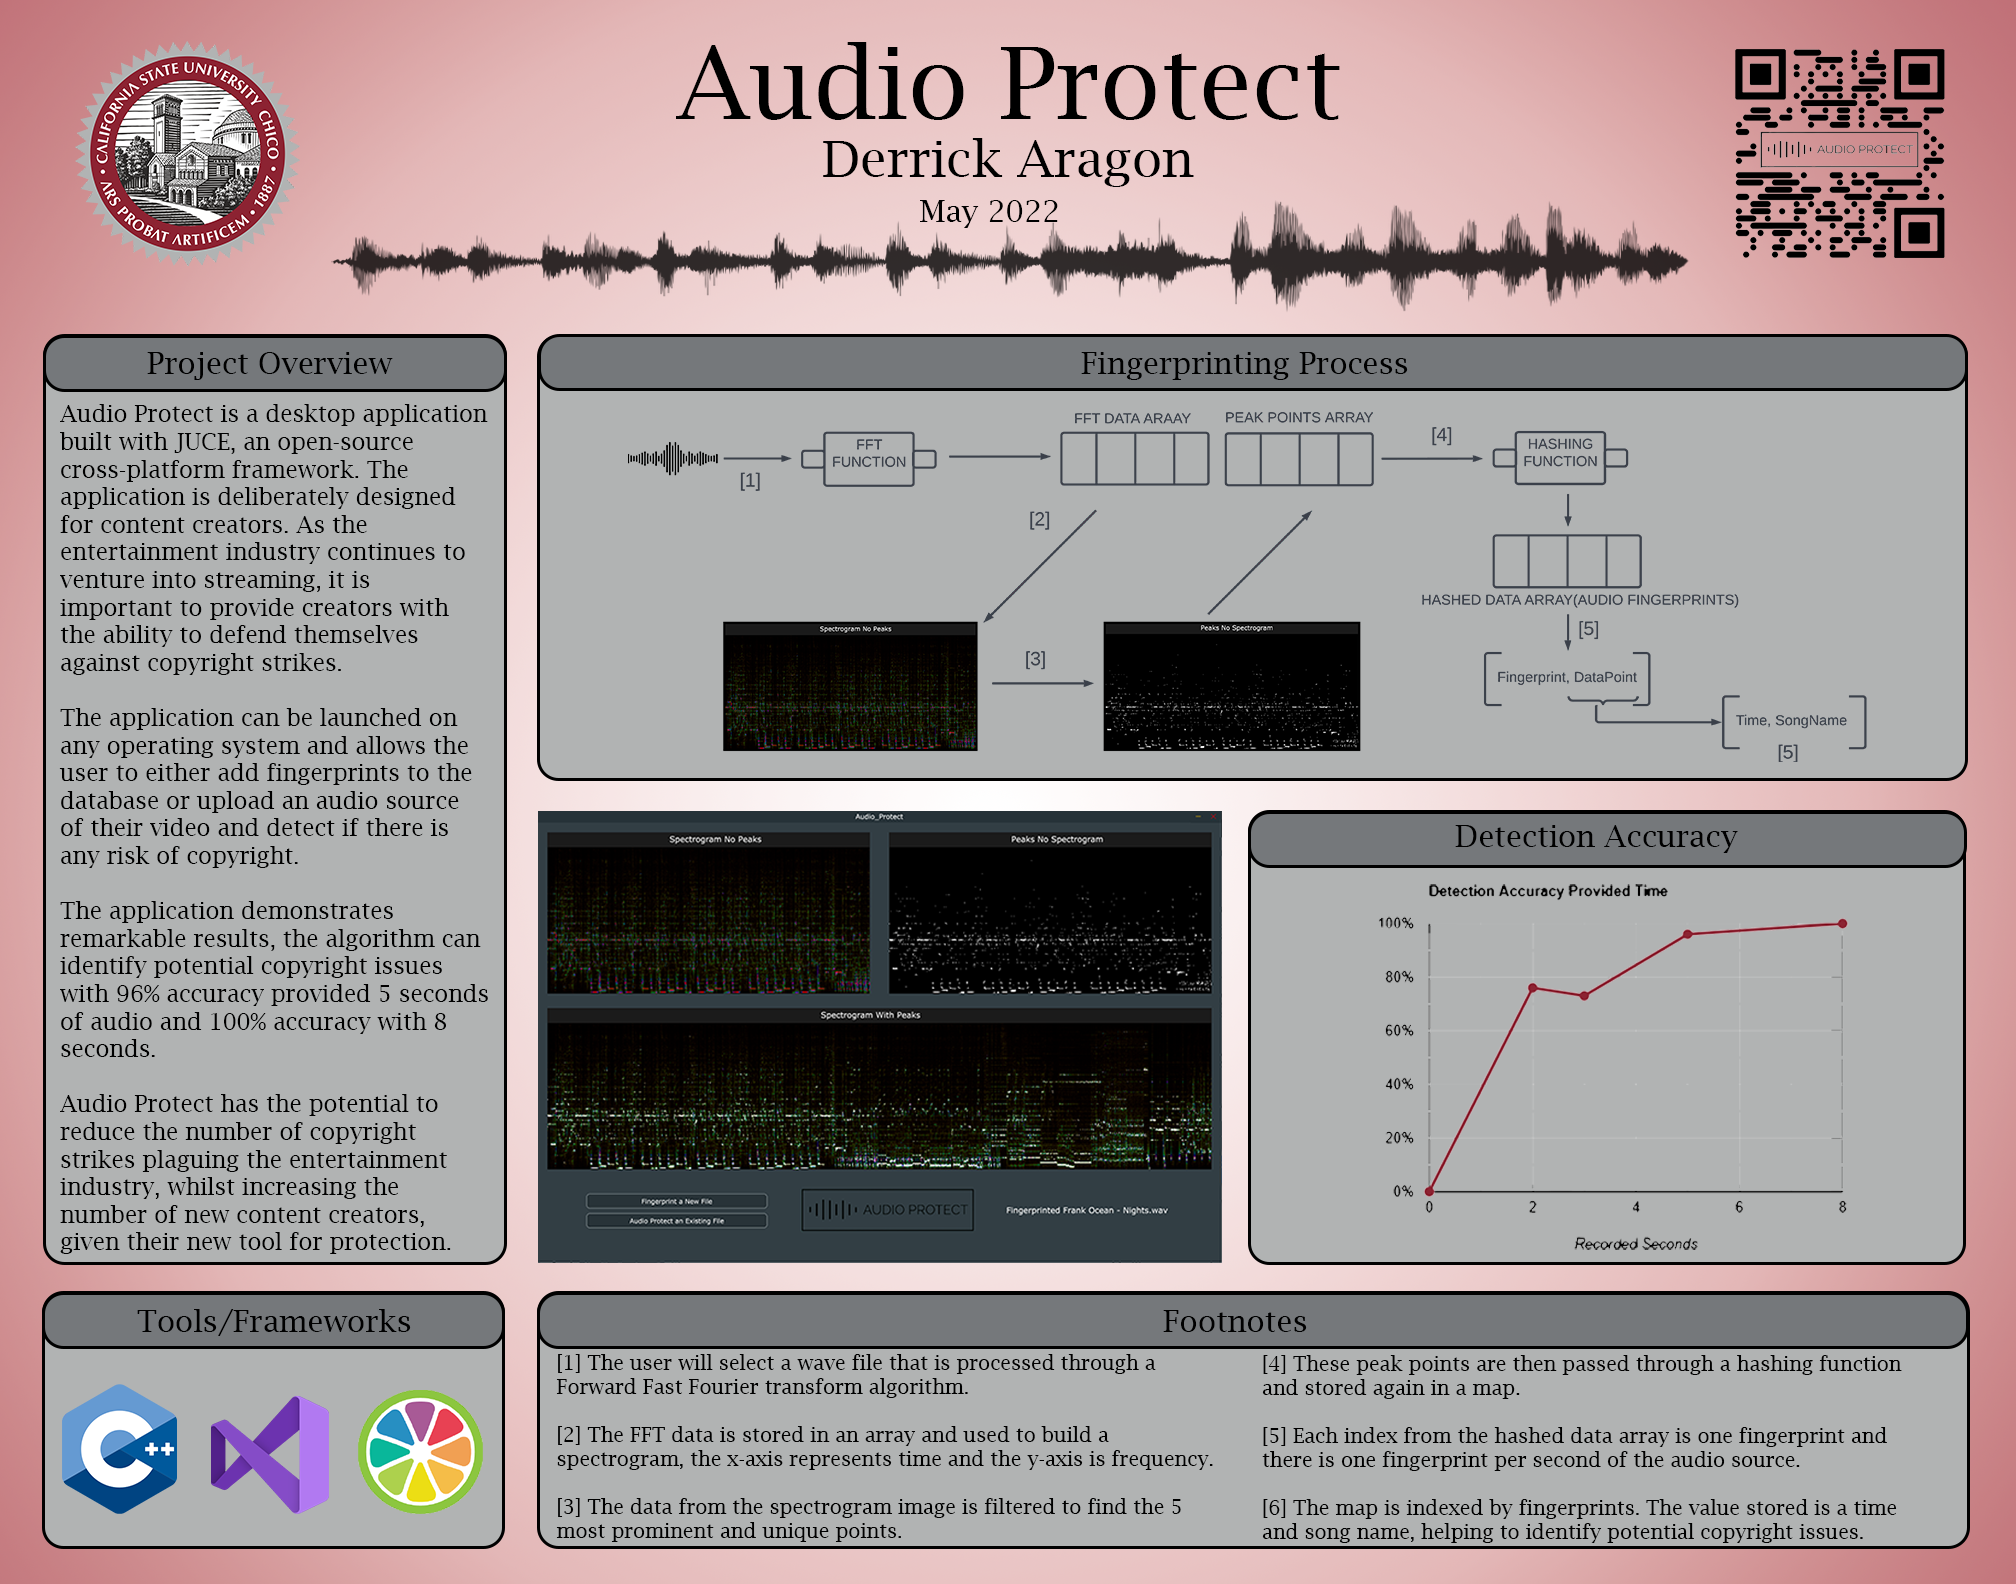 CALIFORNIA STATE UNIVERSITY CHICO
ARS PROBAT ARTIFICEM • 1887
Audio Protect
Derrick Aragon
May 2022
AUDIO PROTECT
Project Overview
Audio Protect is a desktop application
built with JUCE, an open-source
cross-platform framework. The
application is deliberately designed
for content creators. As the
entertainment industry continues to
venture into streaming, it is
important to provide creators with
the ability to defend themselves
against copyright strikes.
The application can be launched on
any operating system and allows the
user to either add fingerprints to the
database or upload an audio source
of their video and detect if there is
any risk of copyright.
The application demonstrates
remarkable results, the algorithm can
identify potential copyright issues
with 96% accuracy provided 5 seconds
of audio and 100% accuracy with 8
seconds.
Audio Protect has the potential to
reduce the number of copyright
strikes plaguing the entertainment
industry, whilst increasing the
number of new content creators,
given their new tool for protection.
Fingerprinting Process
[1]
FFT
FUNCTION
FFT DATA ARAAY
PEAK POINTS ARRAY
[4]
HASHING
FUNCTION
[2]
HASHED DATA ARRAY(AUDIO FINGERPRINTS)
[5]
Spectrogram No Peaks
[3]
Peaks No Spectrogram
Fingerprint, DataPoint
Time, SongName
[5]
Audio_Protect
Spectrogram No Peaks
Peaks No Spectrogram
Spectrogram With Peaks
Fingerprint a New File
Audio Protect an Existing File
AUDIO PROTECT
Fingerprinted Frank Ocean - Nights.wav
Detection Accuracy
Detection Accuracy Provided Time
100%
80%
60%
40%
20%
0%
0 2 4 6 8
Recorded Seconds
Tools/Frameworks
C++
Footnotes
[1] The user will select a wave file that is processed through a
Forward Fast Fourier transform algorithm.
[2] The FFT data is stored in an array and used to build a
spectrogram, the x-axis represents time and the y-axis is frequency.
[3] The data from the spectrogram image is filtered to find the 5
most prominent and unique points.
[4] These peak points are then passed through a hashing function
and stored again in a map.
[5] Each index from the hashed data array is one fingerprint and
there is one fingerprint per second of the audio source.
[6] The map is indexed by fingerprints. The value stored is a time
and song name, helping to identify potential copyright issues.